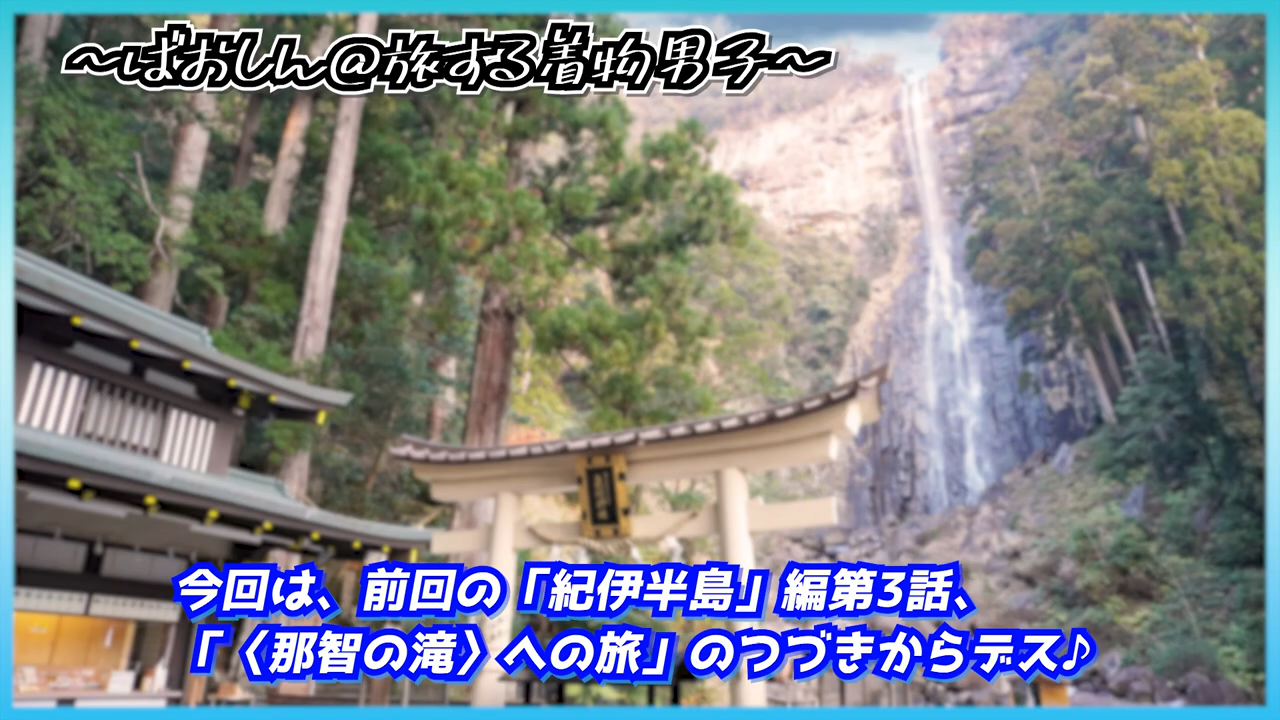 ～ばおしん@旅する着物男子～
今回は、前回の「紀伊半島」編第3話、
「〈那智の滝〉への旅」のつづきからデス♪